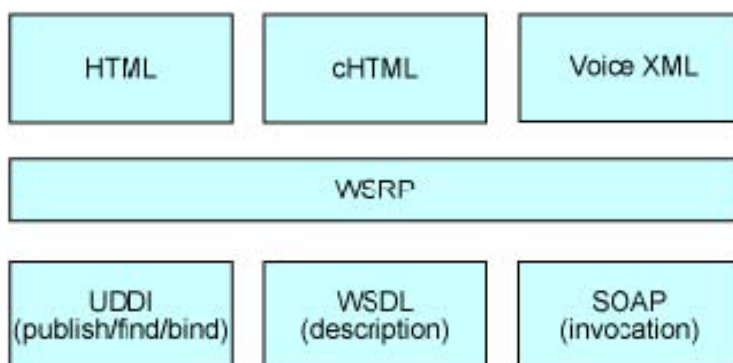 HTML
cHTML
Voice XML
WSRP
UDDI
(publish/find/bind)
WSDL
(description)
SOAP
(invocation)